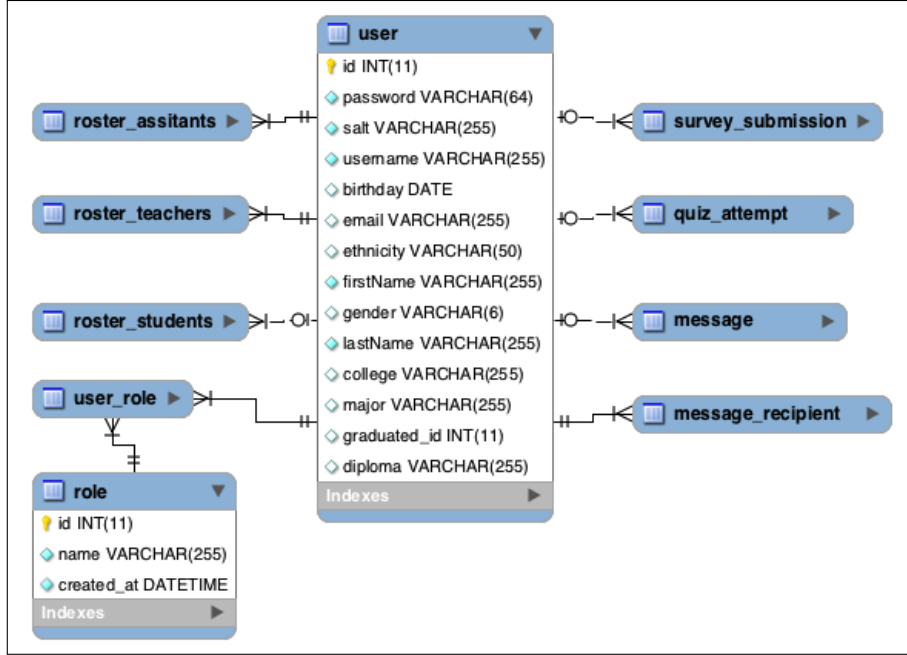 user
id INT(11)
password VARCHAR(64)
salt VARCHAR(255)
username VARCHAR(255)
birthday DATE
email VARCHAR(255)
ethnicity VARCHAR(50)
firstName VARCHAR(255)
gender VARCHAR(6)
lastName VARCHAR(255)
college VARCHAR(255)
major VARCHAR(255)
graduated_id INT(11)
diploma VARCHAR(255)
Indexes
roster_assitants
roster_teachers
roster_students
user_role
role
id INT(11)
name VARCHAR(255)
created_at DATETIME
Indexes
survey_submission
quiz_attempt
message
message_recipient